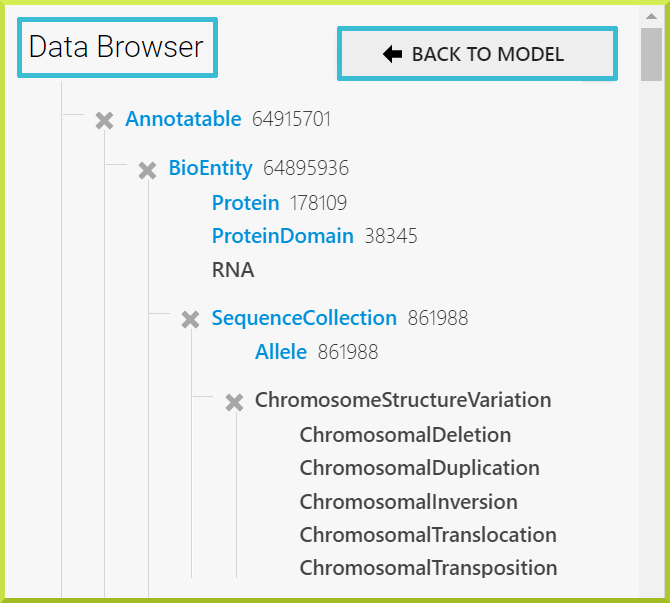 Data Browser
BACK TO MODEL
Annotatable 64915701
BioEntity 64895936
Protein 178109
ProteinDomain 38345
RNA
SequenceCollection 861988
Allele 861988
ChromosomeStructureVariation
ChromosomalDeletion
ChromosomalDuplication
ChromosomalInversion
ChromosomalTranslocation
ChromosomalTransposition